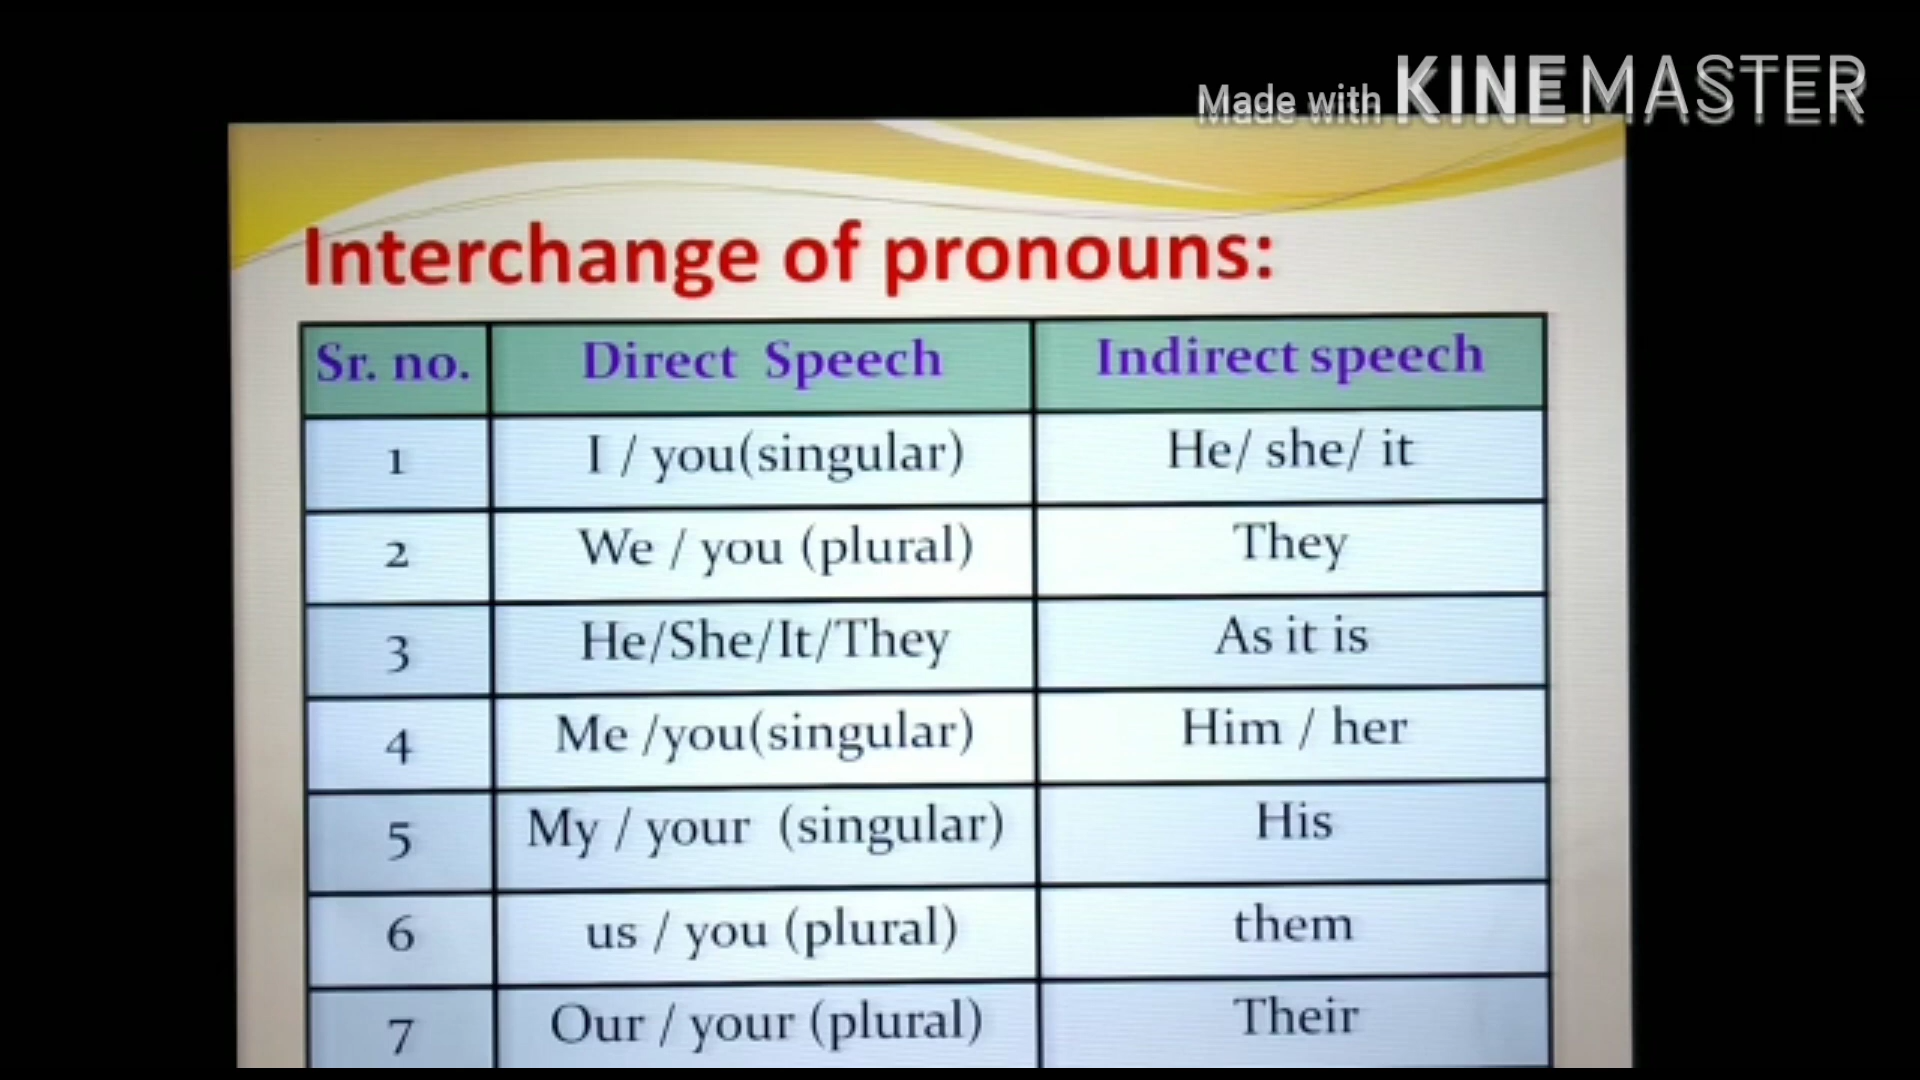 Made with KINEMASTER
Interchange of pronouns:
Sr. no. Direct Speech Indirect speech
1 I / you(singular) He/ she/ it
2 We / you (plural) They
3 He/She/It/They As it is
4 Me /you(singular) Him / her
5 My / your (singular) His
6 us / you (plural) them
7 Our / your (plural) Their